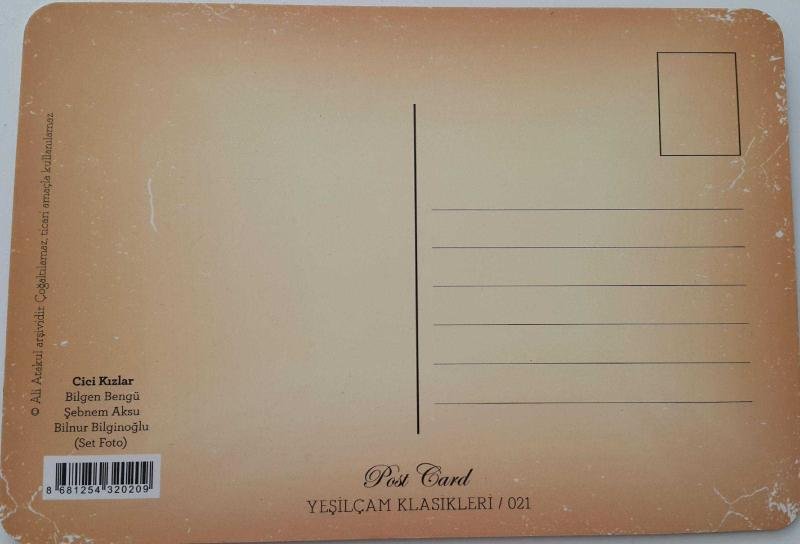 © Ali Atakul arşividir. Çoğaltılamaz, ticari amaçla kullanılamaz
Cici Kızlar
Bilgen Bengü
Şebnem Aksu
Bilnur Bilginoğlu
(Set Foto)
8 681254 320209
Post Card
YEŞİLÇAM KLASİKLERİ / 021